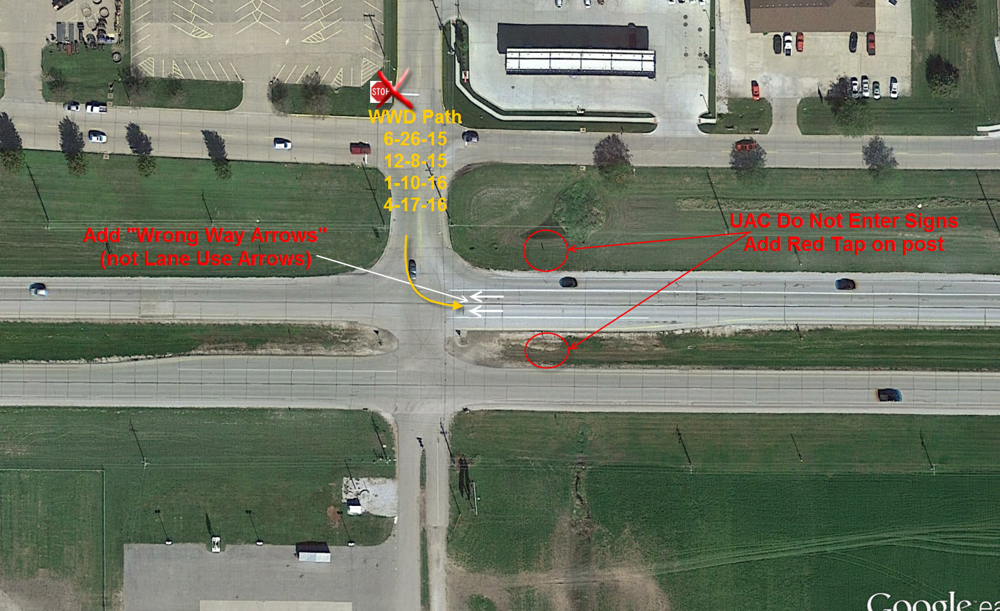 STOP
WWD Path
6-26-15
12-8-15
1-10-16
4-17-16
Add "Wrong Way Arrows"
(not Lane Use Arrows)
UAC Do Not Enter Signs
Add Red Tap on post
Google